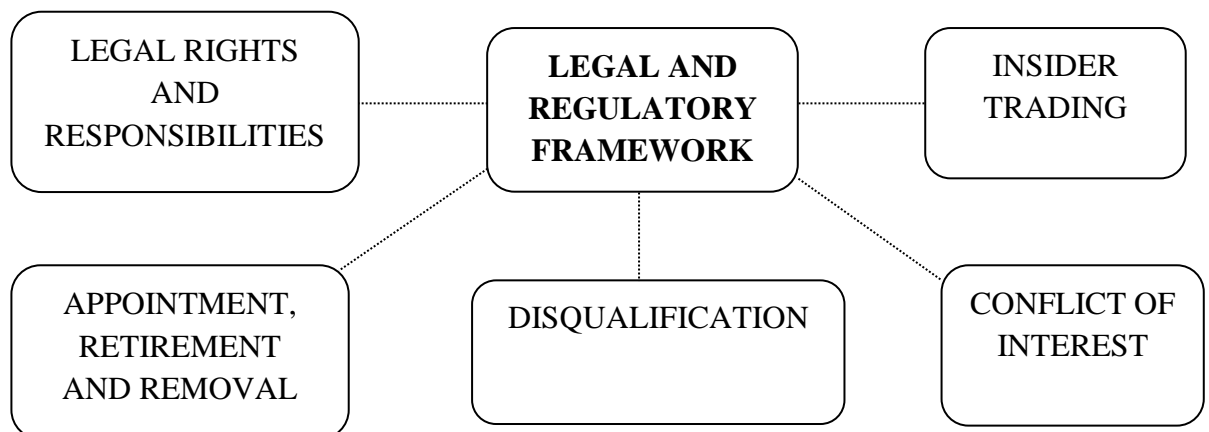 LEGAL RIGHTS
AND
RESPONSIBILITIES
LEGAL AND
REGULATORY
FRAMEWORK
INSIDER
TRADING
APPOINTMENT,
RETIREMENT
AND REMOVAL
DISQUALIFICATION
CONFLICT OF
INTEREST